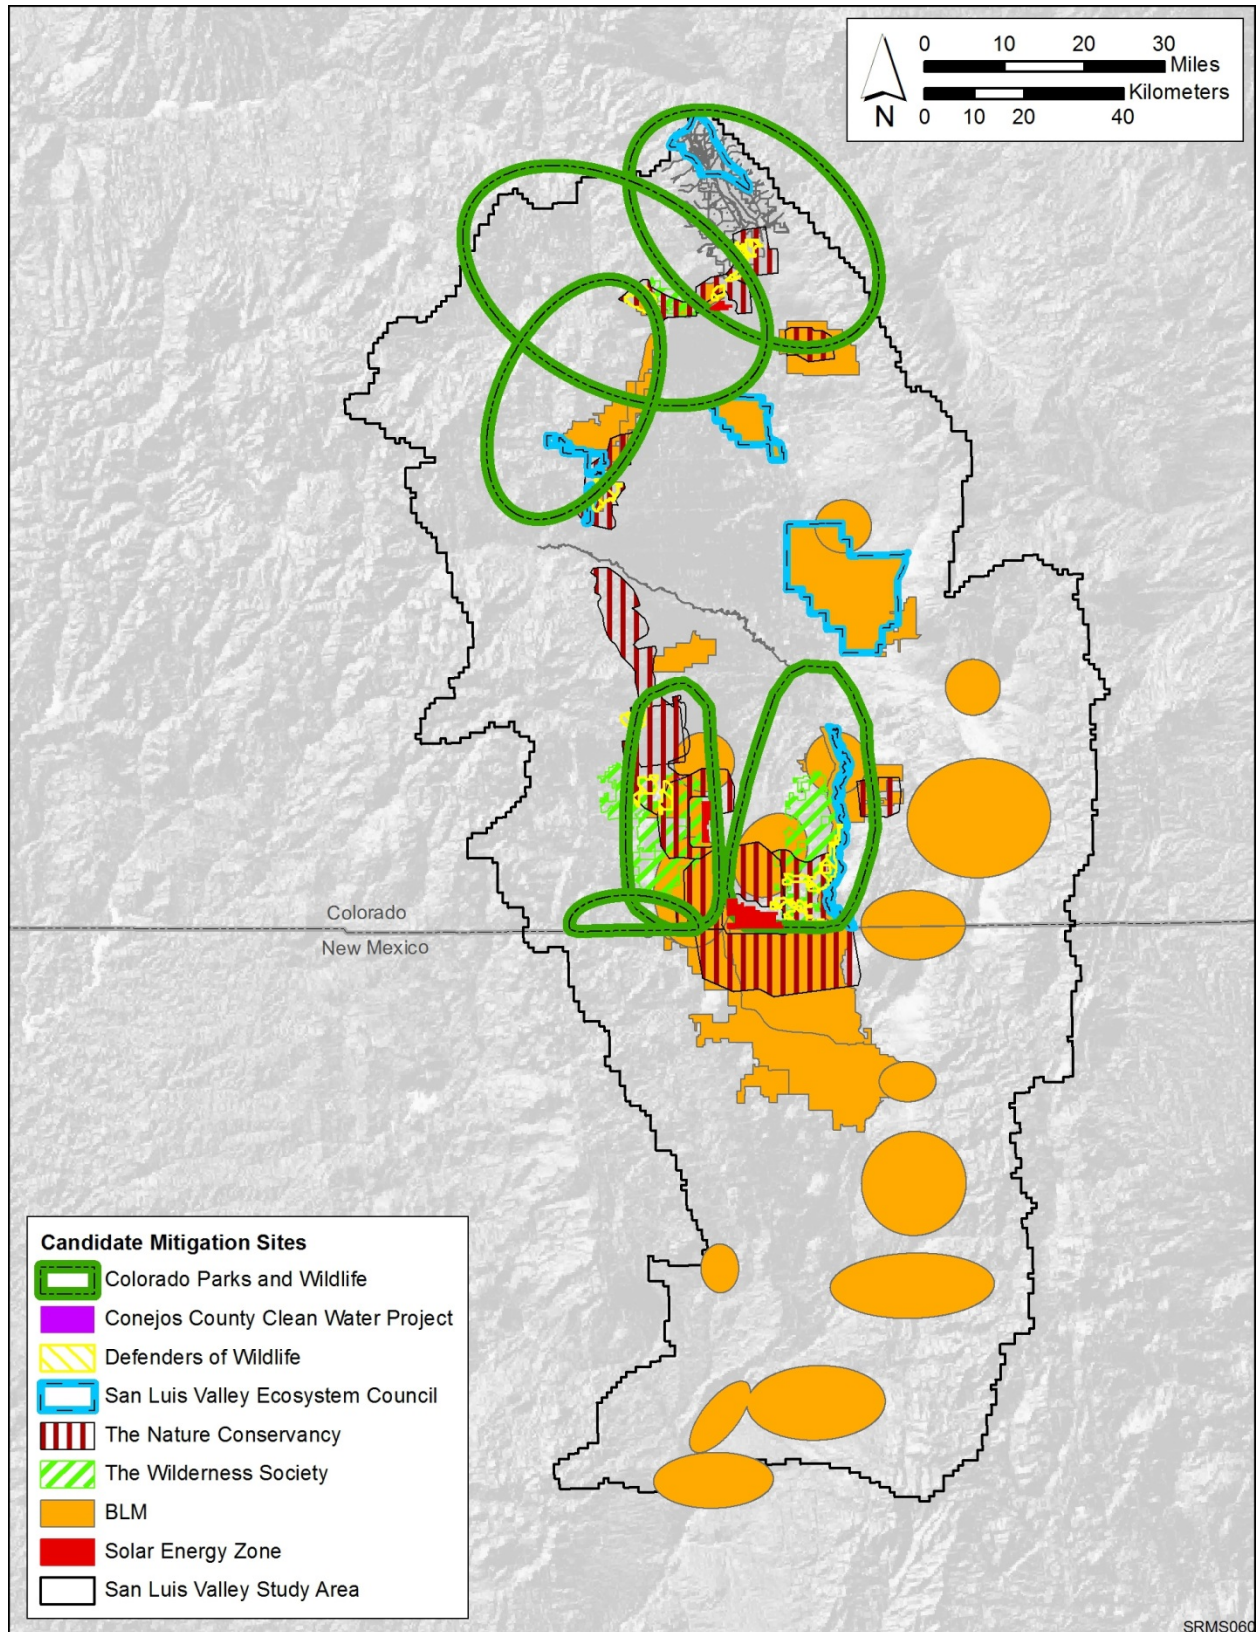 0 10 20 30
Miles
Kilometers
N 0 10 20 40
Colorado
New Mexico
Candidate Mitigation Sites
Colorado Parks and Wildlife
Conejos County Clean Water Project
Defenders of Wildlife
San Luis Valley Ecosystem Council
The Nature Conservancy
The Wilderness Society
BLM
Solar Energy Zone
San Luis Valley Study Area
SRMS060